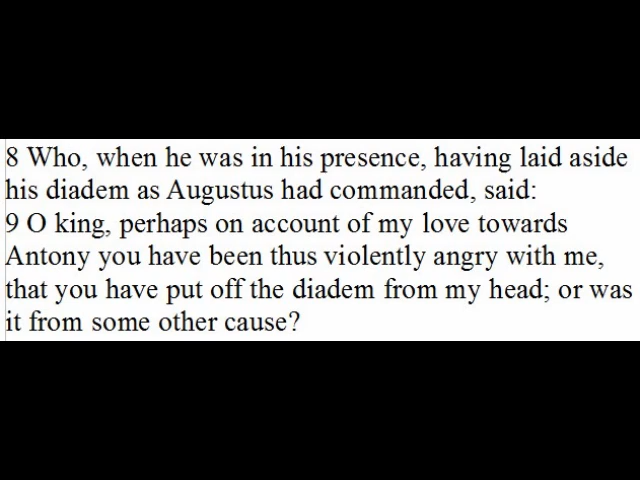 8 Who, when he was in his presence, having laid aside
his diadem as Augustus had commanded, said:
9 O king, perhaps on account of my love towards
Antony you have been thus violently angry with me,
that you have put off the diadem from my head; or was
it from some other cause?